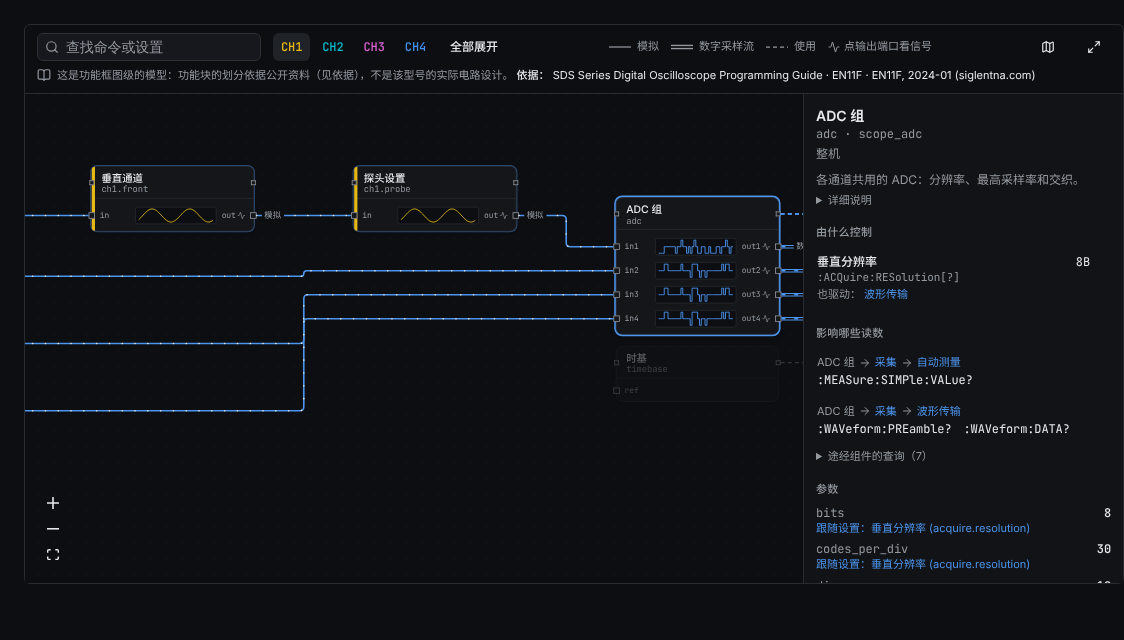 查找命令或设置 CH1 CH2 CH3 CH4 全部展开 模拟 数字采样流 使用 点输出端口看信号
这是功能框图级的模型：功能块的划分依据公开资料（见依据），不是该型号的实际电路设计。 依据： SDS Series Digital Oscilloscope Programming Guide · EN11F · EN11F, 2024-01 (siglentna.com)
垂直通道
ch1.front
in out 模拟
探头设置
ch1.probe
in out 模拟
ADC 组
adc
in1 out1
in2 out2
in3 out3
in4 out4
时基
timebase
ref
ADC 组
adc · scope_adc
整机
各通道共用的 ADC：分辨率、最高采样率和交织。
详细说明
由什么控制
垂直分辨率 8B
:ACQuire:RESolution[?]
也驱动： 波形传输
影响哪些读数
ADC 组 → 采集 → 自动测量
:MEASure:SIMPle:VALue?
ADC 组 → 采集 → 波形传输
:WAVeform:PREamble? :WAVeform:DATA?
途经组件的查询（7）
参数
bits 8
跟随设置：垂直分辨率 (acquire.resolution)
codes_per_div 30
跟随设置：垂直分辨率 (acquire.resolution)